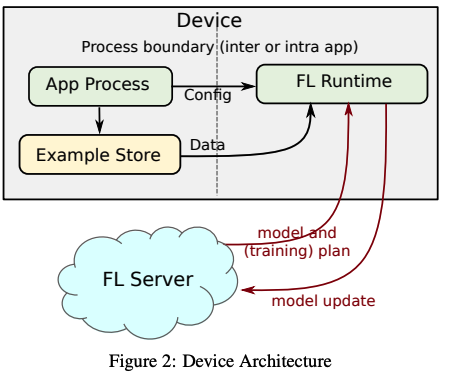 Device
Process boundary (inter or intra app)
App Process
FL Runtime
Config
Example Store
Data
model and
(training) plan
FL Server
model update
Figure 2: Device Architecture